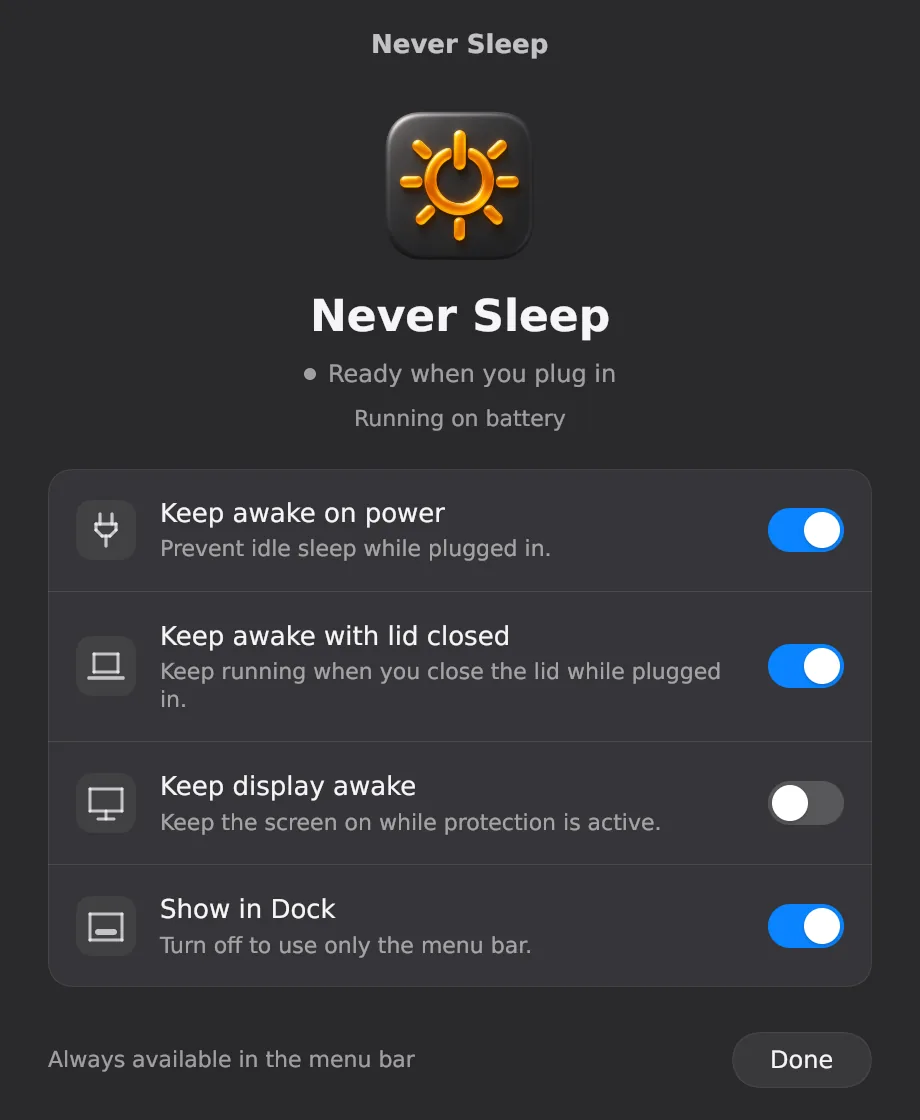 Never Sleep
Never Sleep
Ready when you plug in
Running on battery
Keep awake on power
Prevent idle sleep while plugged in.
Keep awake with lid closed
Keep running when you close the lid while plugged
in.
Keep display awake
Keep the screen on while protection is active.
Show in Dock
Turn off to use only the menu bar.
Always available in the menu bar
Done